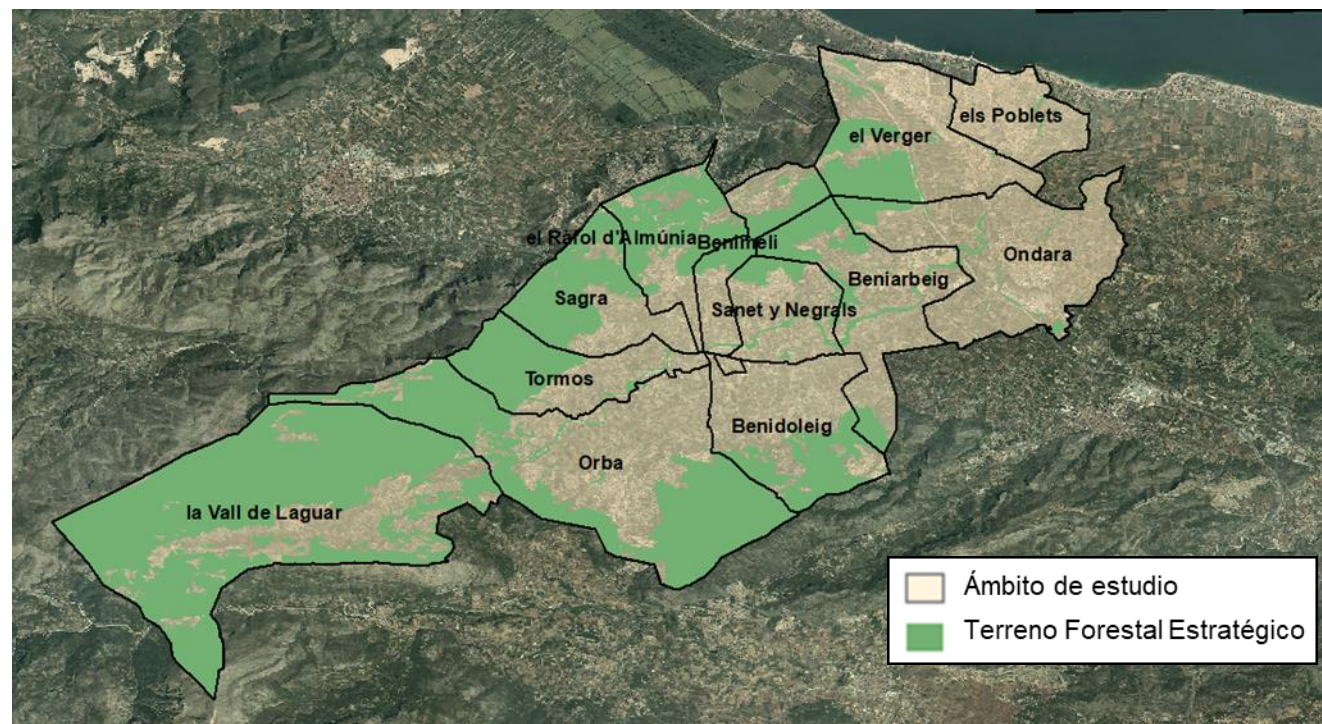 els Poblets
el Verger
el Ràfol d'Almúnia
Benimeli
Ondara
Beniarbeig
Sagra
Sanet y Negrals
Tormos
Benidoleig
Orba
la Vall de Laguar
Ámbito de estudio
Terreno Forestal Estratégico